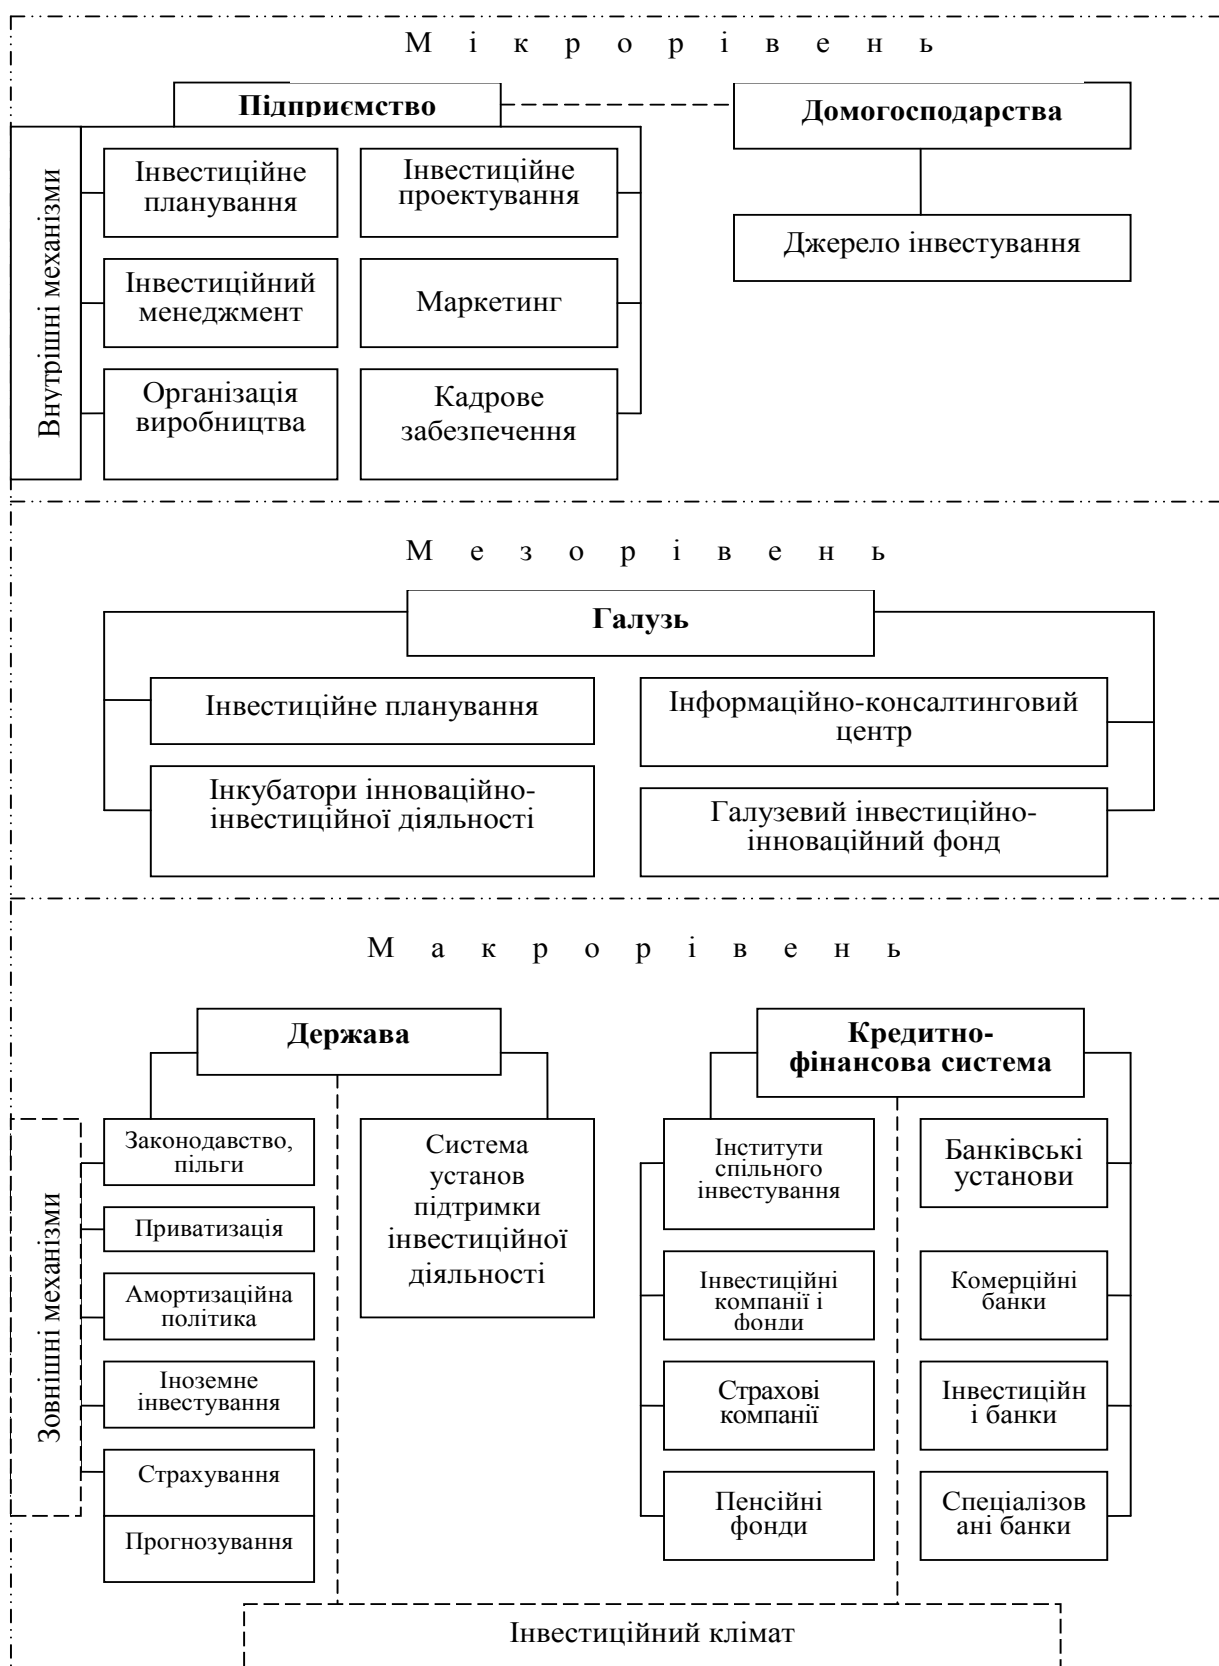 М і к р о р і в е н ь
Підприємство
Домогосподарства
Внутрішні механізми
Інвестиційне
планування
Інвестиційне
проектування
Джерело інвестування
Інвестиційний
менеджмент
Маркетинг
Організація
виробництва
Кадрове
забезпечення
М е з о р і в е н ь
Галузь
Інвестиційне планування
Інформаційно-консалтинговий
центр
Інкубатори інноваційно-
інвестиційної діяльності
Галузевий інвестиційно-
інноваційний фонд
М а к р о р і в е н ь
Держава
Кредитно-
фінансова система
Зовнішні механізми
Законодавство,
пільги
Приватизація
Амортизаційна
політика
Іноземне
інвестування
Страхування
Прогнозування
Система
установ
підтримки
інвестиційної
діяльності
Інститути
спільного
інвестування
Інвестиційні
компанії і
фонди
Страхові
компанії
Пенсійні
фонди
Банківські
установи
Комерційні
банки
Інвестиційн
і банки
Спеціалізов
ані банки
Інвестиційний клімат